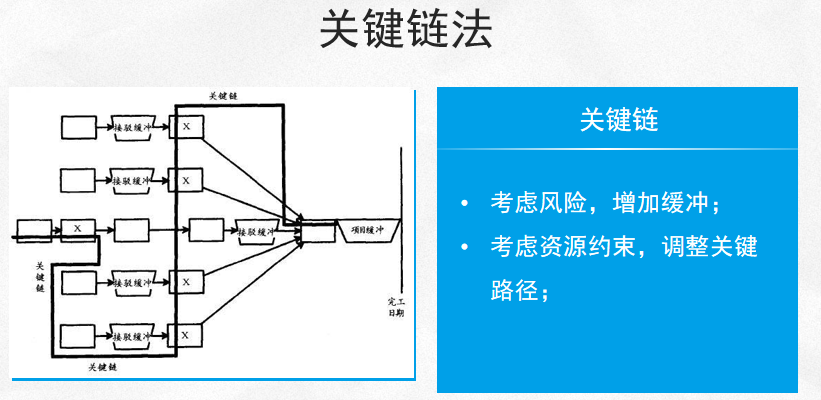 关键链法
关键链
接驳缓冲
X
接驳缓冲
X
X
接驳缓冲
项目缓冲
关键链
接驳缓冲
X
接驳缓冲
X
完工
日期
关键链
关键链
• 考虑风险，增加缓冲；
• 考虑资源约束，调整关键
路径；